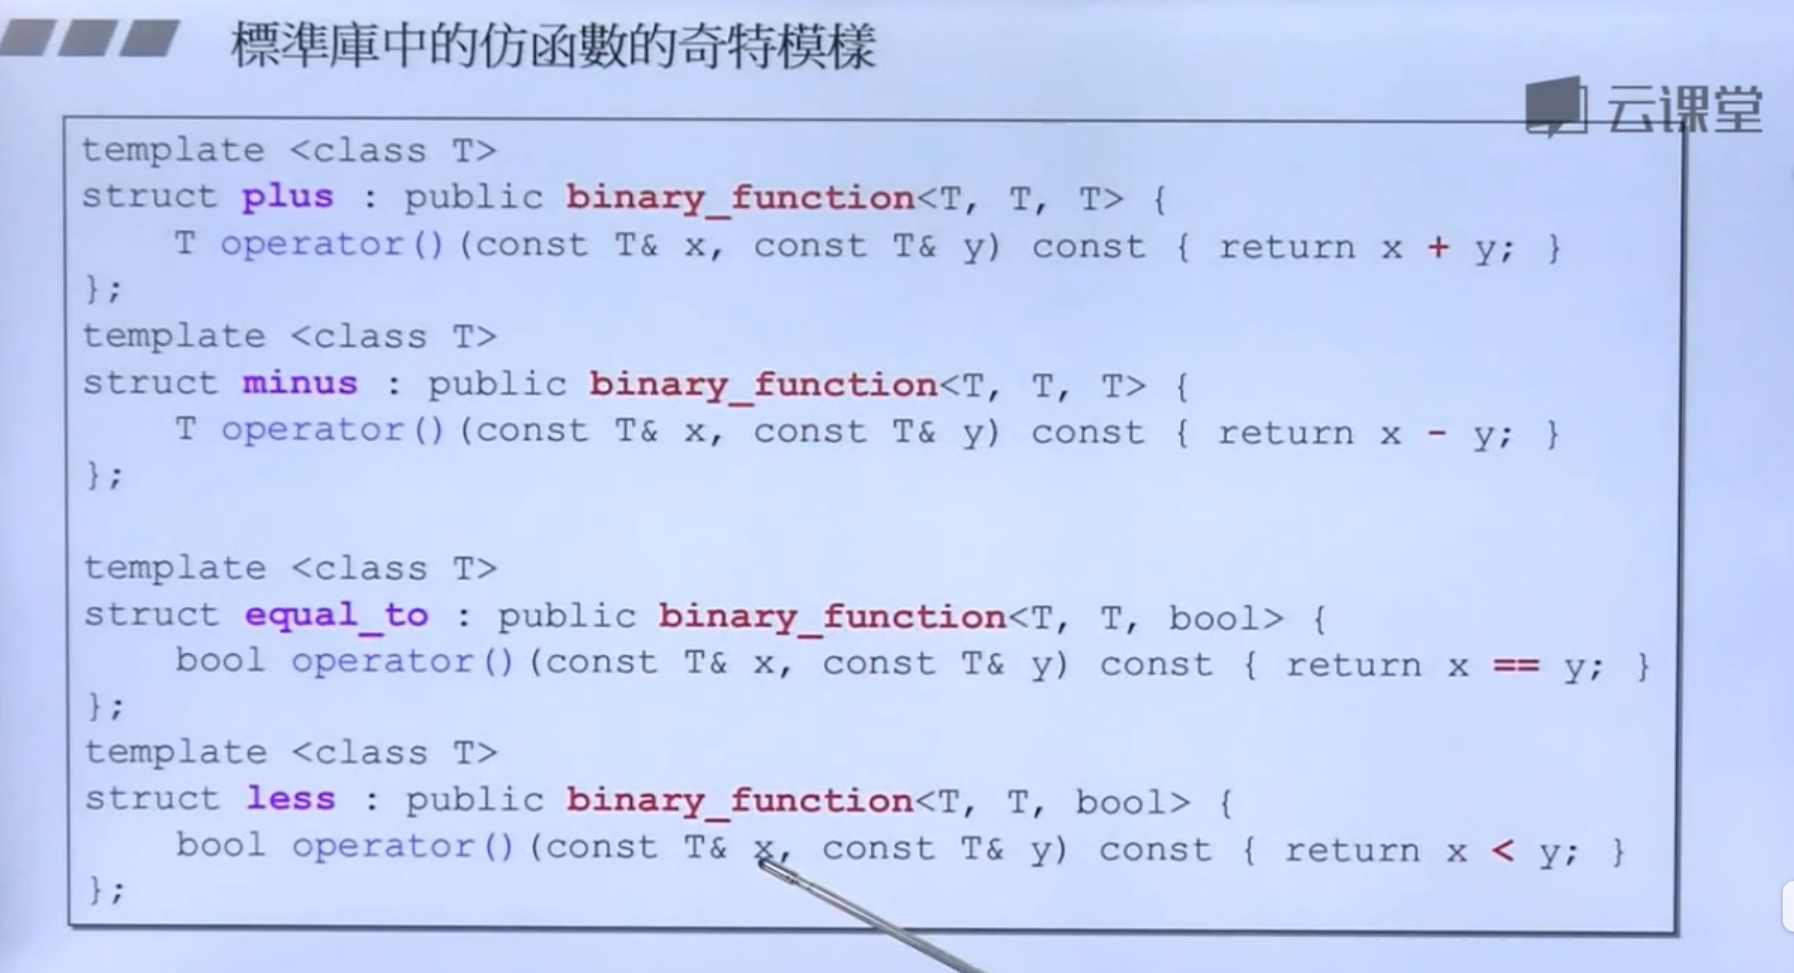 標準庫中的仿函數的奇特模樣
云课堂
template <class T>
struct plus : public binary_function<T, T, T> {
    T operator()(const T& x, const T& y) const { return x + y; }
};
template <class T>
struct minus : public binary_function<T, T, T> {
    T operator()(const T& x, const T& y) const { return x - y; }
};
template <class T>
struct equal_to : public binary_function<T, T, bool> {
    bool operator()(const T& x, const T& y) const { return x == y; }
};
template <class T>
struct less : public binary_function<T, T, bool> {
    bool operator()(const T& x, const T& y) const { return x < y; }
};